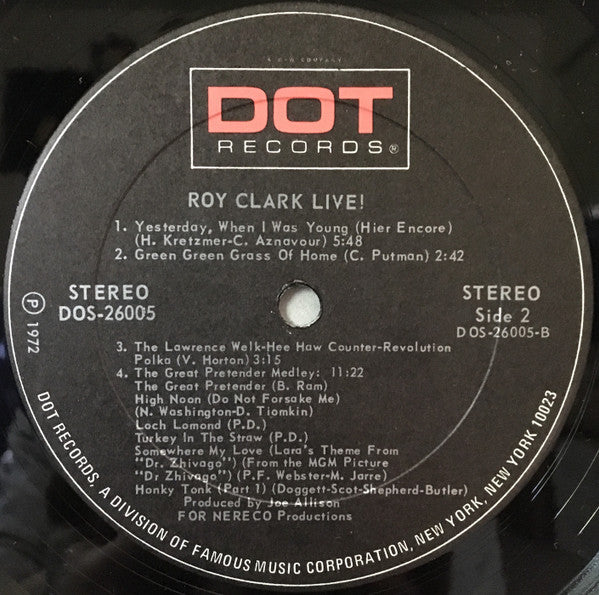 A G+W COMPANY
DOT
RECORDS®
ROY CLARK LIVE!
1. Yesterday, When I Was Young (Hier Encore)
(H. Kretzmer-C. Aznavour) 5:48
2. Green Green Grass Of Home (C. Putman) 2:42
STEREO
DOS-26005
Ⓟ 1972
STEREO
Side 2
DOS-26005-B
3. The Lawrence Welk-Hee Haw Counter-Revolution
Polka (V. Horton) 3:15
4. The Great Pretender Medley: 11:22
The Great Pretender (B. Ram)
High Noon (Do Not Forsake Me)
(N. Washington-D. Tiomkin)
Loch Lomond (P.D.)
Turkey In The Straw (P.D.)
Somewhere My Love (Lara's Theme From
"Dr. Zhivago") (From the MGM Picture
"Dr Zhivago") (P.F. Webster-M. Jarre)
Honky Tonk (Part 1) (Doggett-Scot-Shepherd-Butler)
Produced by Joe Allison
FOR NERECO Productions
DOT RECORDS, A DIVISION OF FAMOUS MUSIC CORPORATION, NEW YORK, NEW YORK 10023